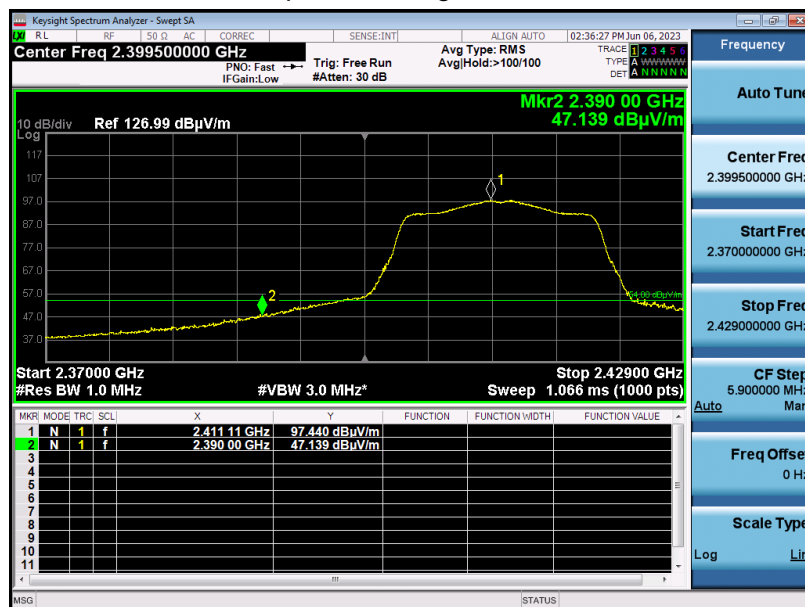 Keysight Spectrum Analyzer - Swept SA
LXI RL RF 50 Ω AC CORREC SENSE:INT ALIGN AUTO 02:36:27 PM Jun 06, 2023
Center Freq 2.399500000 GHz
PNO: Fast
IFGain:Low
Trig: Free Run
#Atten: 30 dB
Avg Type: RMS
Avg|Hold:>100/100
TRACE 1 2 3 4 5 6
TYPE A WWWWW
DET A N N N N N
Mkr2 2.390 00 GHz
47.139 dBµV/m
10 dB/div Ref 126.99 dBµV/m
Log
117
107
97.0
87.0
77.0
67.0
57.0
47.0
37.0
1
2
54.00 dBµV/m
Start 2.37000 GHz Stop 2.42900 GHz
#Res BW 1.0 MHz #VBW 3.0 MHz* Sweep 1.066 ms (1000 pts)
MKR MODE TRC SCL X Y FUNCTION FUNCTION WIDTH FUNCTION VALUE
1 N 1 f 2.411 11 GHz 97.440 dBµV/m
2 N 1 f 2.390 00 GHz 47.139 dBµV/m
3
4
5
6
7
8
9
10
11
MSG STATUS
Frequency
Auto Tune
Center Freq
2.399500000 GHz
Start Freq
2.370000000 GHz
Stop Freq
2.429000000 GHz
CF Step
5.900000 MHz
Auto Man
Freq Offset
0 Hz
Scale Type
Log Lin